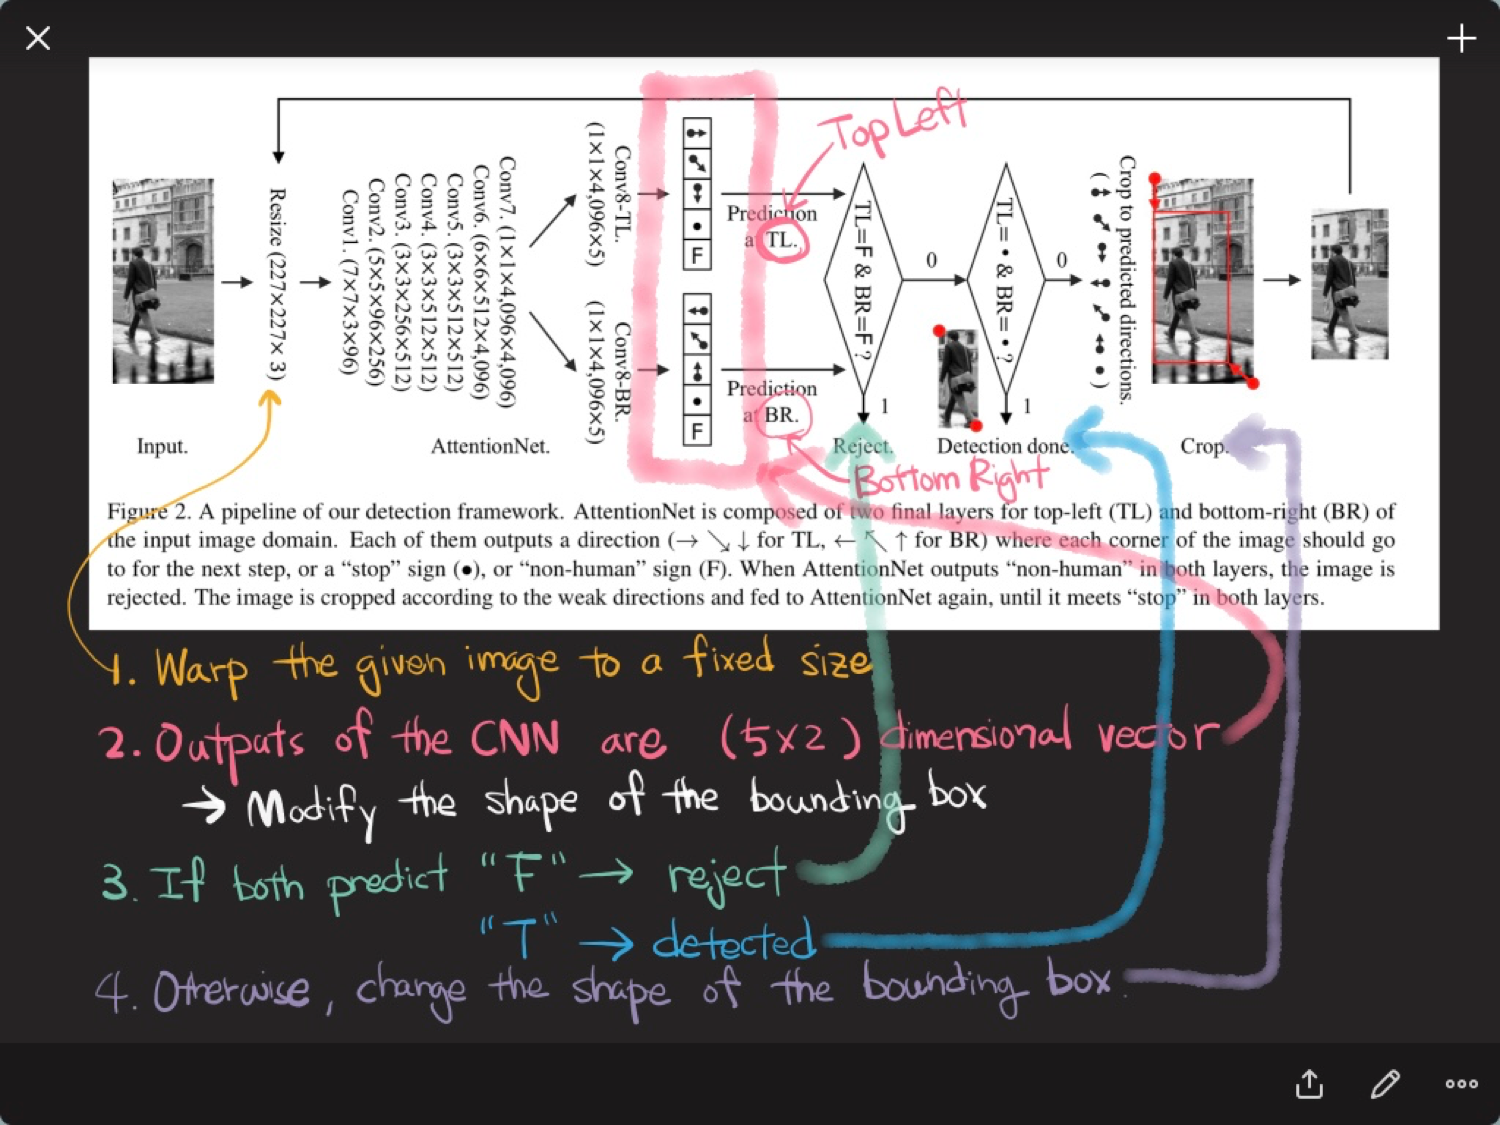 Top Left
Resize (227×227×3)
Conv1. (7×7×3×96)
Conv2. (5×5×96×256)
Conv3. (3×3×256×512)
Conv4. (3×3×512×512)
Conv5. (3×3×512×512)
Conv6. (6×6×512×4,096)
Conv7. (1×1×4,096×4,096)
Conv8-TL.
(1×1×4,096×5)
Conv8-BR.
(1×1×4,096×5)
F
F
Prediction
at TL.
Prediction
at BR.
TL=F & BR=F ?
0
1
TL= • & BR= • ?
0
1
Crop to predicted directions.
Input.
AttentionNet.
Reject.
Detection done.
Crop.
Bottom Right
Figure 2. A pipeline of our detection framework. AttentionNet is composed of two final layers for top-left (TL) and bottom-right (BR) of
the input image domain. Each of them outputs a direction (→ ↘ ↓ for TL, ← ↖ ↑ for BR) where each corner of the image should go
to for the next step, or a “stop” sign (•), or “non-human” sign (F). When AttentionNet outputs “non-human” in both layers, the image is
rejected. The image is cropped according to the weak directions and fed to AttentionNet again, until it meets “stop” in both layers.
1. Warp the given image to a fixed size
2. Outputs of the CNN are (5x2) dimensional vector
→ Modify the shape of the bounding box
3. If both predict "F" → reject
"T" → detected
4. Otherwise, change the shape of the bounding box.